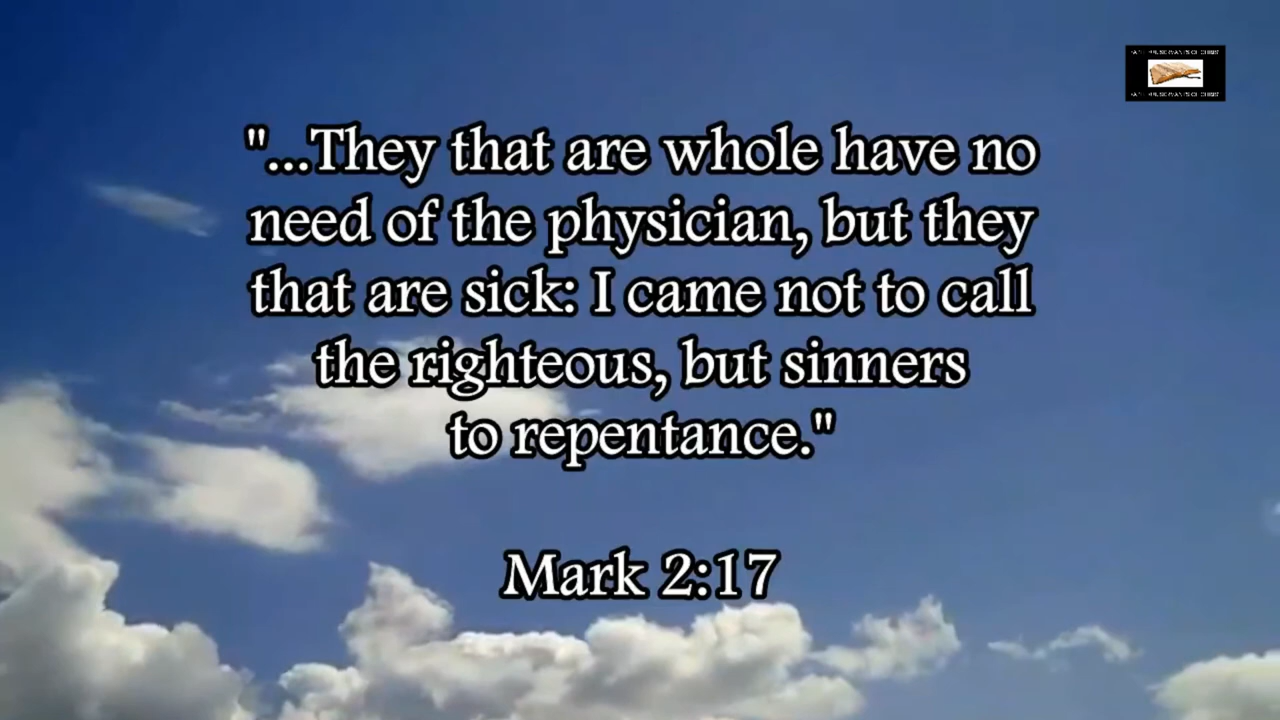 "...They that are whole have no
need of the physician, but they
that are sick: I came not to call
the righteous, but sinners
to repentance."
Mark 2:17